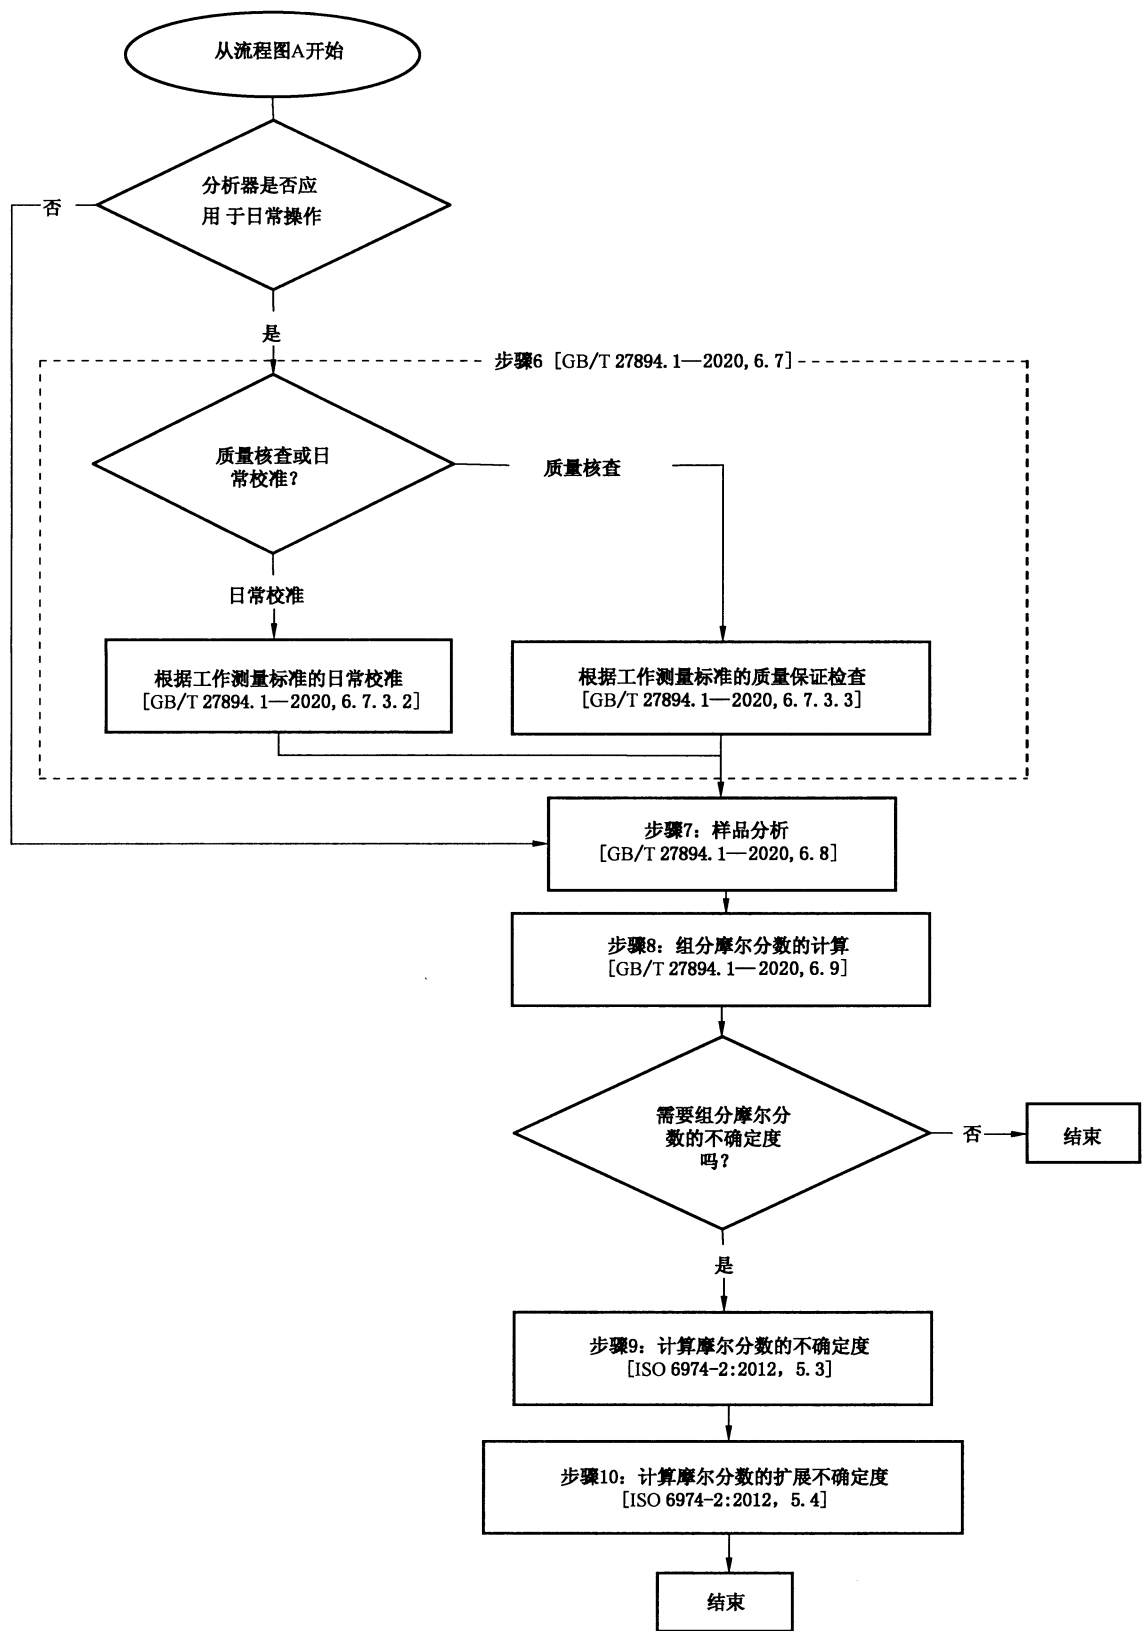 从流程图A开始
分析器是否应
用 于日常操作
否
是
步骤6 [GB/T 27894.1—2020,6.7]
质量核查或日
常校准?
质量核查
日常校准
根据工作测量标准的日常校准
[GB/T 27894.1—2020,6.7.3.2]
根据工作测量标准的质量保证检查
[GB/T 27894.1—2020,6.7.3.3]
步骤7：样品分析
[GB/T 27894.1—2020,6.8]
步骤8：组分摩尔分数的计算
[GB/T 27894.1—2020,6.9]
需要组分摩尔分
数的不确定度
吗?
否
结束
是
步骤9：计算摩尔分数的不确定度
[ISO 6974-2:2012, 5.3]
步骤10：计算摩尔分数的扩展不确定度
[ISO 6974-2:2012, 5.4]
结束